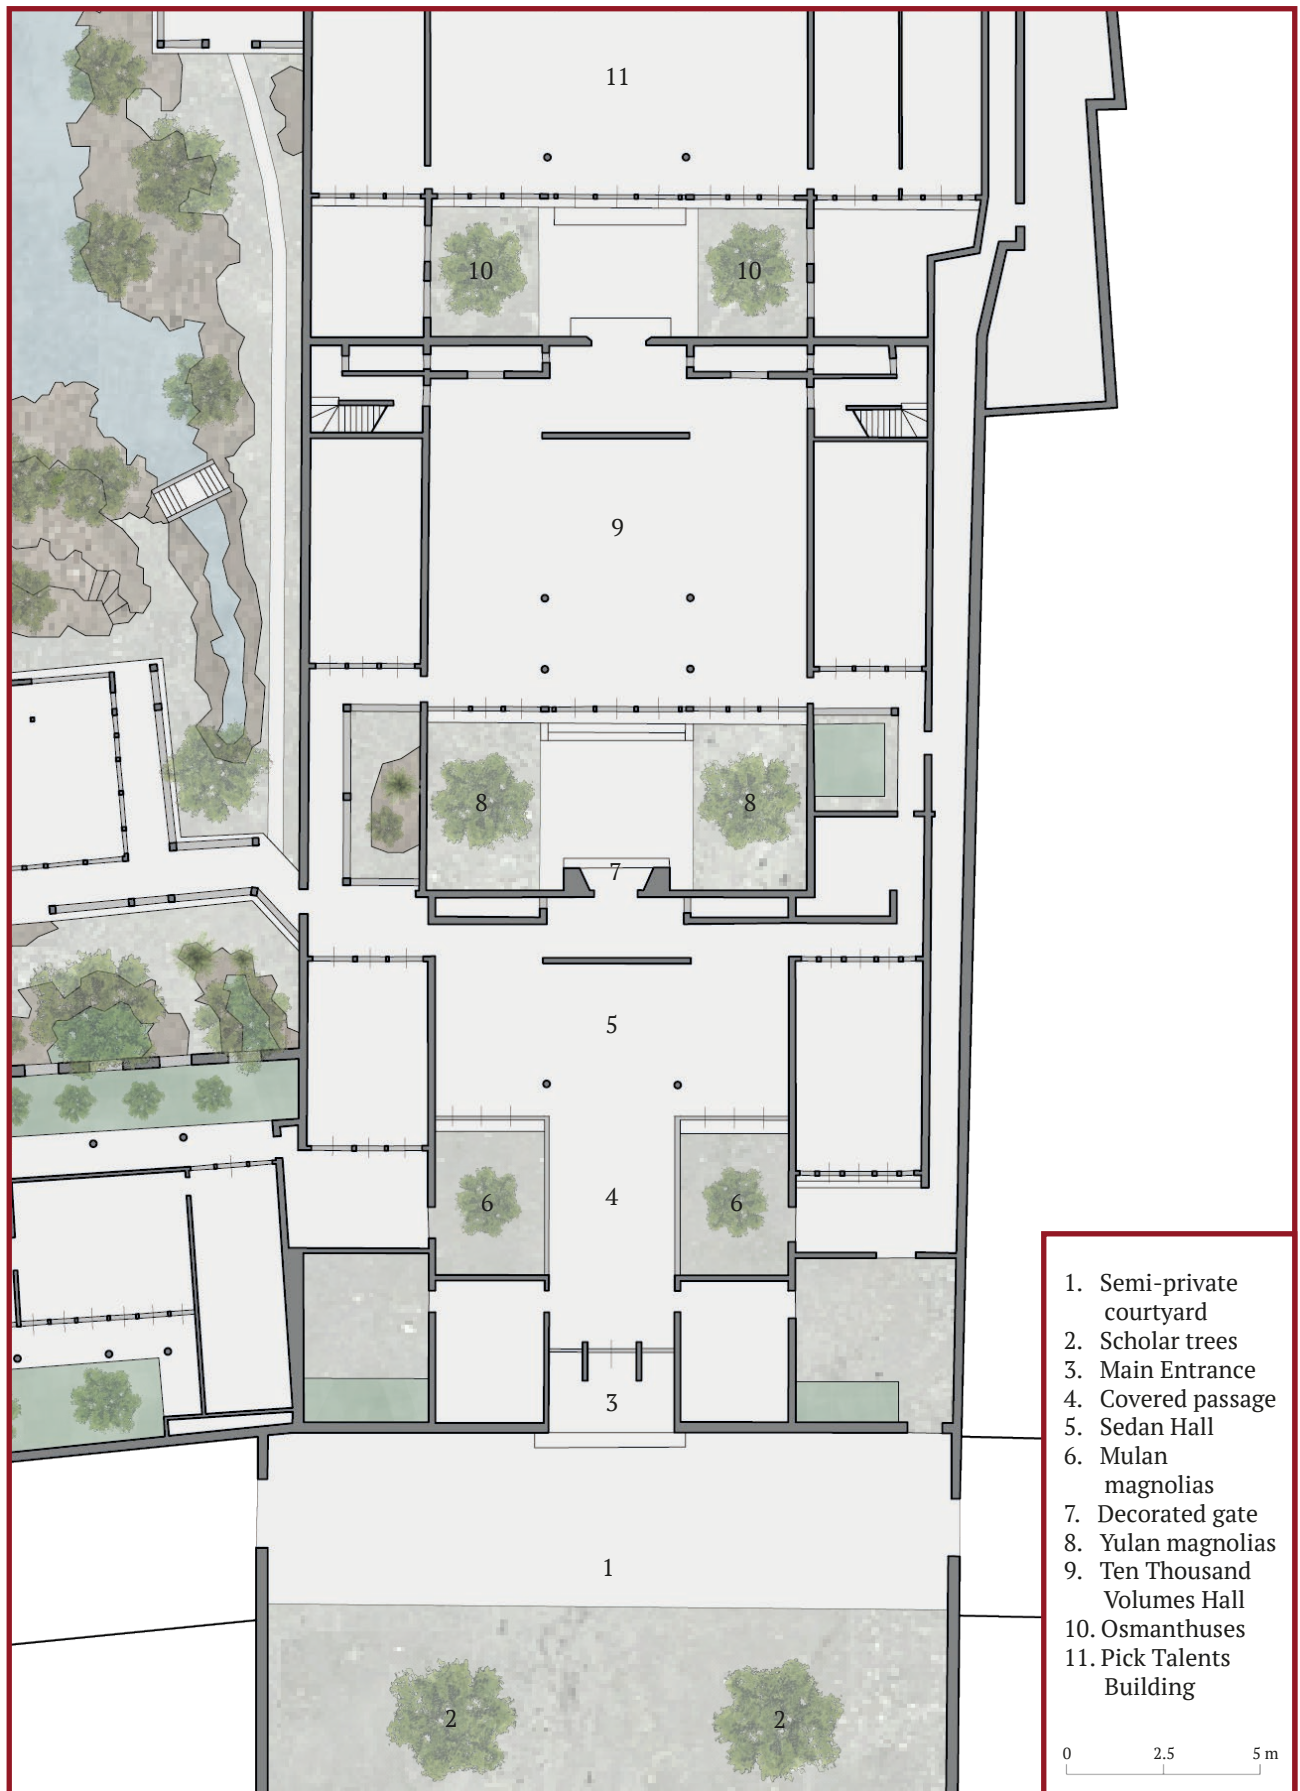 11
10 10
9
8 8
7
5
6 4 6
3
1
2 2
1. Semi-private
courtyard
2. Scholar trees
3. Main Entrance
4. Covered passage
5. Sedan Hall
6. Mulan
magnolias
7. Decorated gate
8. Yulan magnolias
9. Ten Thousand
Volumes Hall
10. Osmanthuses
11. Pick Talents
Building
0 2.5 5 m